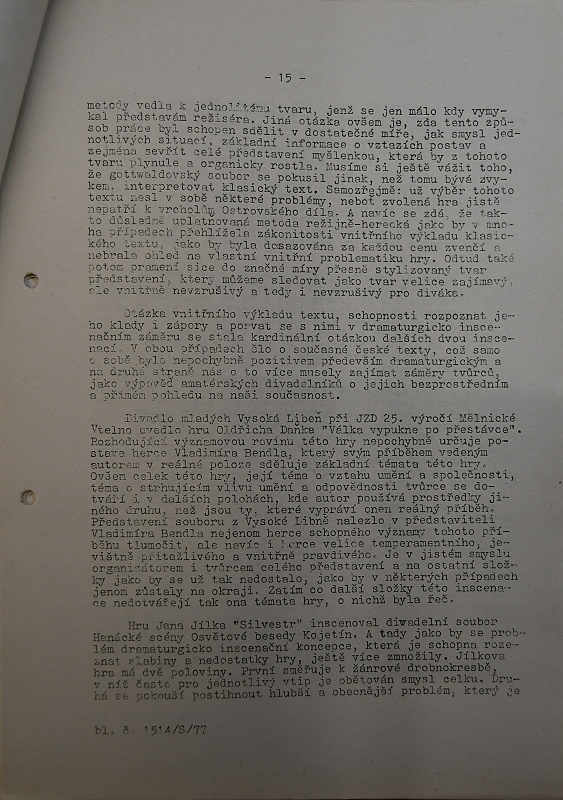 - 15 -
metody vedla k jednolitému tvaru, jenž se jen málo kdy vymy-
kal představám režiséra. Jiná otázka ovšem je, zda tento způ-
sob práce byl schopen sdělit v dostatečné míře, jak smysl jed-
notlivých situací, základní informace o vztazích postav a
zejména sevřít celé představení myšlenkou, která by z tohoto
tvaru plynule a organicky rostla. Musíme si ještě vážit toho,
že gottwaldovský soubor se pokusil jinak, než tomu bývá zvy-
kem, interpretovat klasický text. Samozřejmě: už výběr tohoto
textu nesl v sobě některé problémy, neboť zvolená hra jistě
nepatří k vrcholům Ostrovského díla. A navíc se zdá, že tak-
to důsledně uplatňovaná metoda režijně-herecká jako by v mno-
ha případech přehlížela zákonitosti vnitřního výkladu klasic-
kého textu, jako by byla dosazována za každou cenu zvenčí a
nebrala ohled na vlastní vnitřní problematiku hry. Odtud také
potom pramení sice do značné míry přesně stylizovaný tvar
představení, který můžeme sledovat jako tvar velice zajímavý,
ale vnitřně nevzrušivý a tedy i nevzrušivý pro diváka.
Otázka vnitřního výkladu textu, schopnosti rozpoznat je-
ho klady i zápory a porvat se s nimi v dramaturgicko insce-
načním záměru se stala kardinální otázkou dalších dvou insce-
nací. V obou případech šlo o současné české texty, což samo
o sobě bylo nepochybně pozitivem především dramaturgickým a
na druhé straně nás o to více musely zajímat záměry tvůrců,
jako výpověď amatérských divadelníků o jejich bezprostředním
a přímém pohledu na naši současnost.
Divadlo mladých Vysoká Libeň při JZD 25. výročí Mělnické
Vtelno uvedlo hru Oldřicha Daňka "Válka vypukne po přestávce".
Rozhodující významovou rovinu této hry nepochybně určuje po-
stava herce Vladimíra Bendla, který svým příběhem vedeným
autorem v reálné poloze sděluje základní témata této hry.
Ovšem celek této hry, její téma o vztahu umění a společnosti,
téma o strhujícím vlivu umění a odpovědnosti tvůrce se do-
tváří i v dalších polohách, kde autor používá prostředky ji-
ného druhu, než jsou ty, které vypráví onen reálný příběh.
Představení souboru z Vysoké Libně nalezlo v představiteli
Vladimíra Bendla nejenom herce schopného významy tohoto pří-
běhu tlumočit, ale navíc i herce velice temperamentního, je-
vištně přitažlivého a vnitřně pravdivého. Je v jistém smyslu
organizátorem i tvůrcem celého představení a na ostatní slož-
ky jako by se už tak nedostalo, jako by v některých případech
jenom zůstaly na okraji. Zatím co další složky této inscena-
ce nedotvářejí tak ona témata hry, o nichž byla řeč.
Hru Jana Jílka "Silvestr" inscenoval divadelní soubor
Hanácké scény Osvětové besedy Kojetín. A tady jako by se prob-
lém dramaturgicko inscenační koncepce, která je schopna roze-
znat slabiny a nedostatky hry, ještě více zmnožily. Jílkova
hra má dvě poloviny. První směřuje k žánrové drobnokresbě,
v níž často pro jednotlivý vtip je obětován smysl celku. Dru-
há se pokouší postihnout hlubší a obecnější problém, který je
bl. č. 1514/S/77